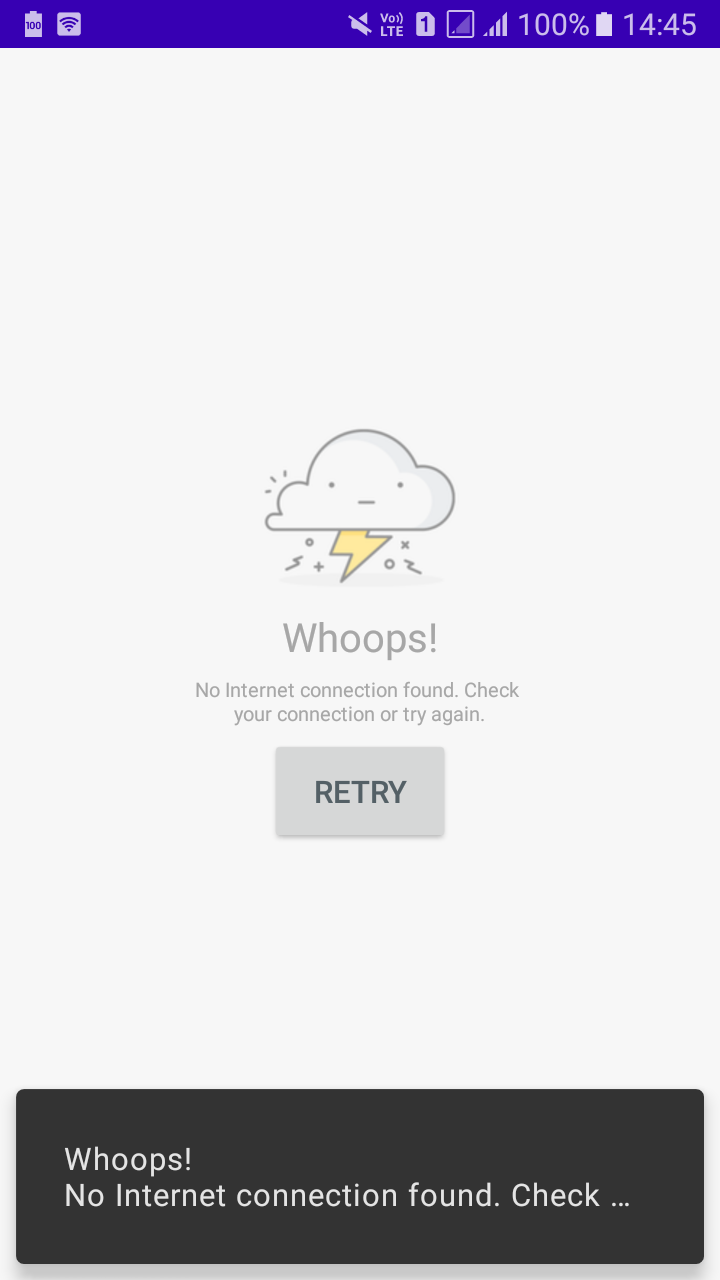 100 Vo)) LTE 1 100% 14:45
Whoops!
No Internet connection found. Check
your connection or try again.
RETRY
Whoops!
No Internet connection found. Check …